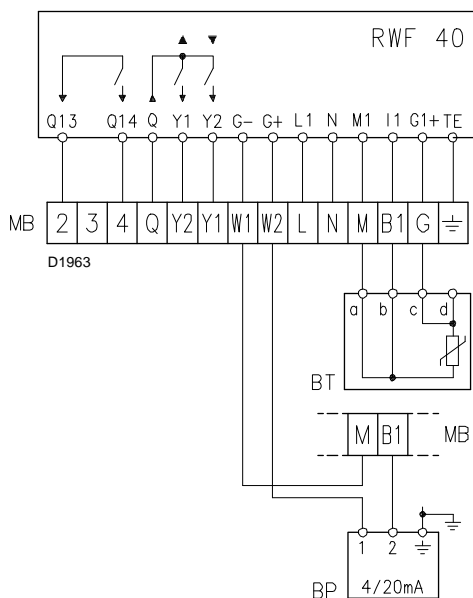 RWF 40
Q13 Q14 Q Y1 Y2 G- G+ L1 N M1 I1 G1+ TE
MB 2 3 4 Q Y2 Y1 W1 W2 L N M B1 G
D1963
a b c d
BT
M B1 MB
1 2
BP 4/20mA